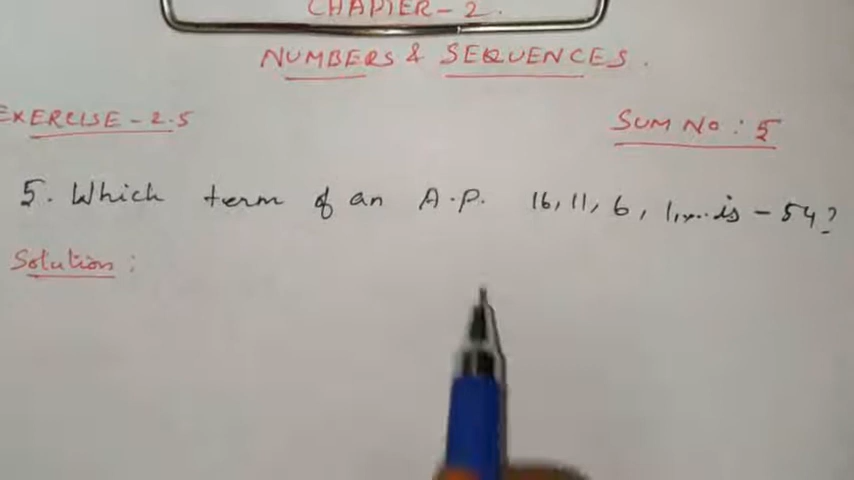 CHAPTER-2.
NUMBERS & SEQUENCES.
EXERCISE-2.5
SUM NO: 5
5. Which term of an A.P. 16, 11, 6, 1,... is -54?
Solution: